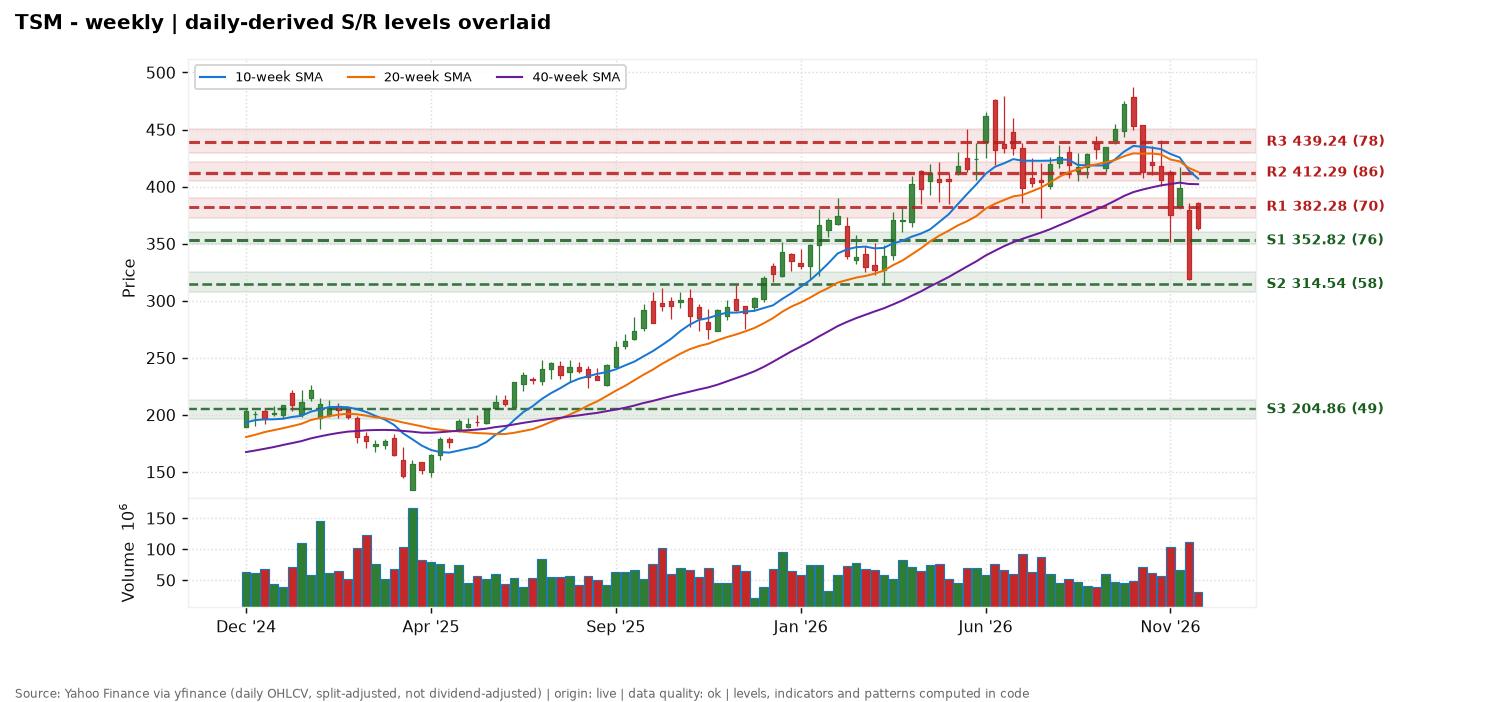 TSM - weekly | daily-derived S/R levels overlaid
10-week SMA 20-week SMA 40-week SMA
Price
500
450
400
350
300
250
200
150
R3 439.24 (78)
R2 412.29 (86)
R1 382.28 (70)
S1 352.82 (76)
S2 314.54 (58)
S3 204.86 (49)
Volume 10⁶
150
100
50
Dec '24 Apr '25 Sep '25 Jan '26 Jun '26 Nov '26
Source: Yahoo Finance via yfinance (daily OHLCV, split-adjusted, not dividend-adjusted) | origin: live | data quality: ok | levels, indicators and patterns computed in code